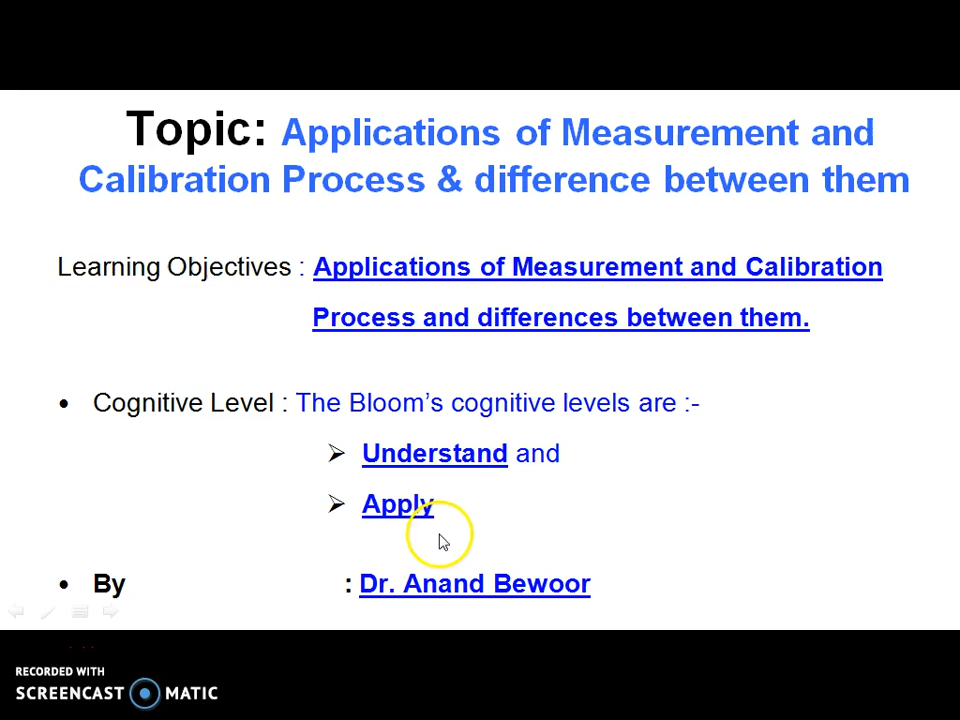 Topic: Applications of Measurement and
Calibration Process & difference between them
Learning Objectives : Applications of Measurement and Calibration
Process and differences between them.
• Cognitive Level : The Bloom’s cognitive levels are :-
➢ Understand and
➢ Apply
• By : Dr. Anand Bewoor
RECORDED WITH
SCREENCAST MATIC